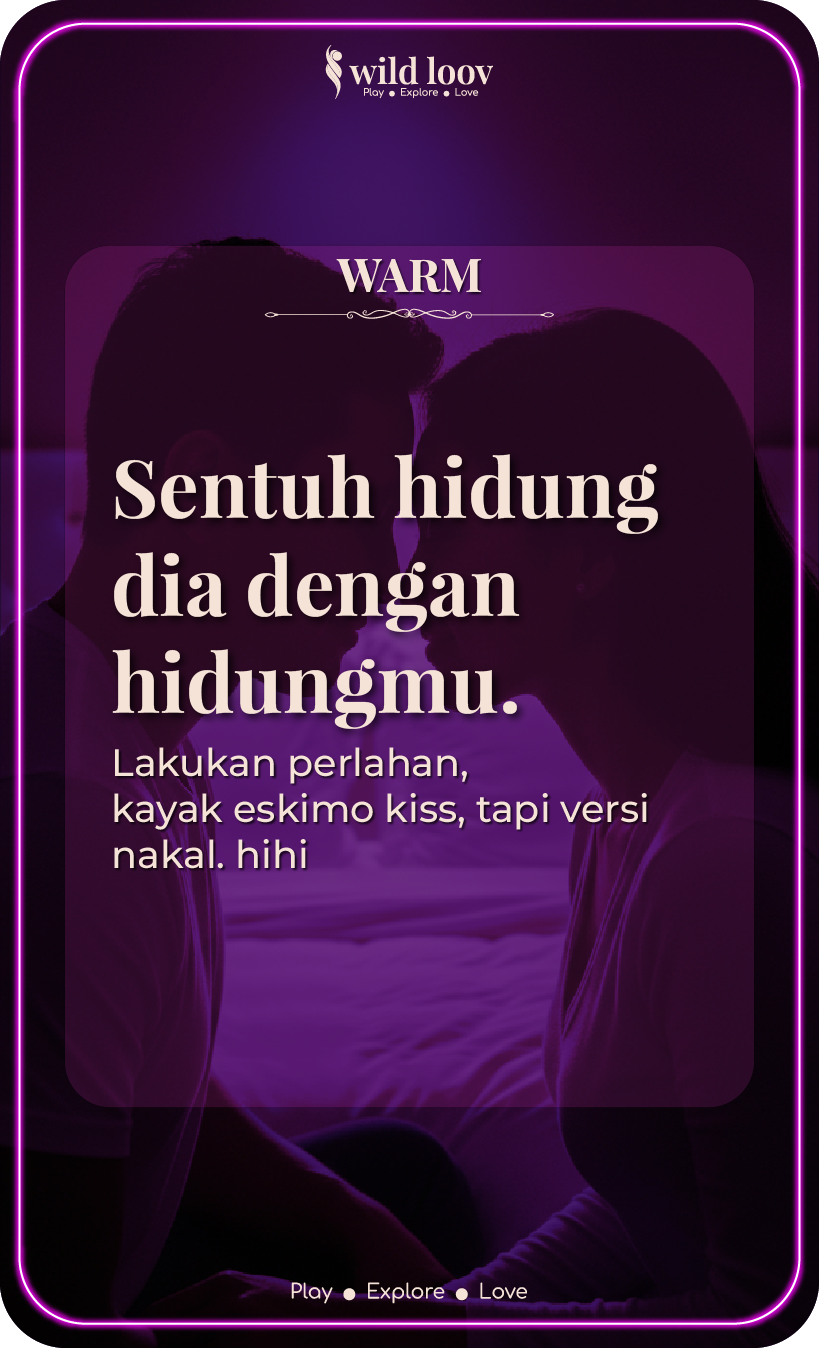 wild loov
Play ● Explore ● Love
WARM
Sentuh hidung
dia dengan
hidungmu.
Lakukan perlahan,
kayak eskimo kiss, tapi versi
nakal. hihi
Play ● Explore ● Love